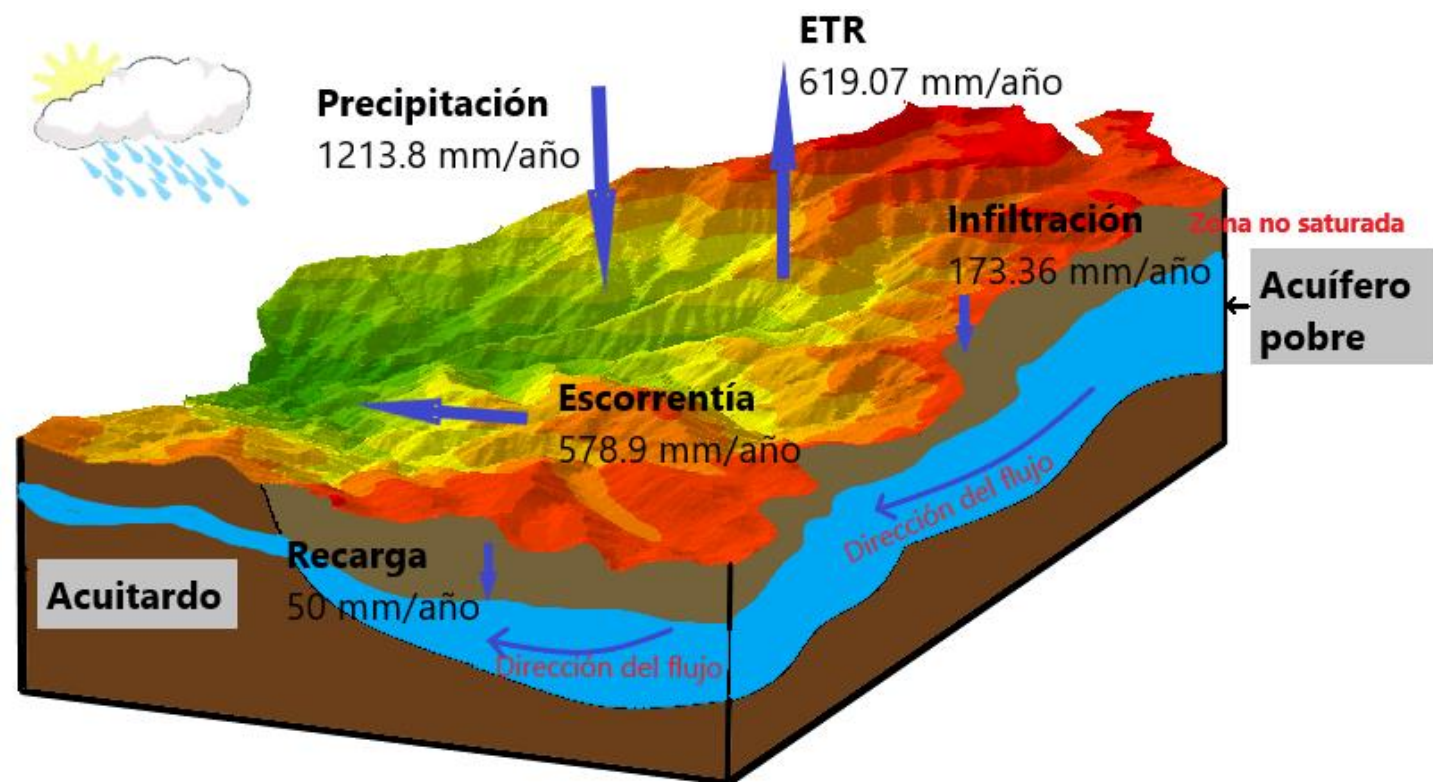 ETR
619.07 mm/año
Precipitación
1213.8 mm/año
Infiltración
173.36 mm/año
Zona no saturada
Acuífero
pobre
Escorrentía
578.9 mm/año
Dirección del flujo
Recarga
50 mm/año
Acuitardo
Dirección del flujo